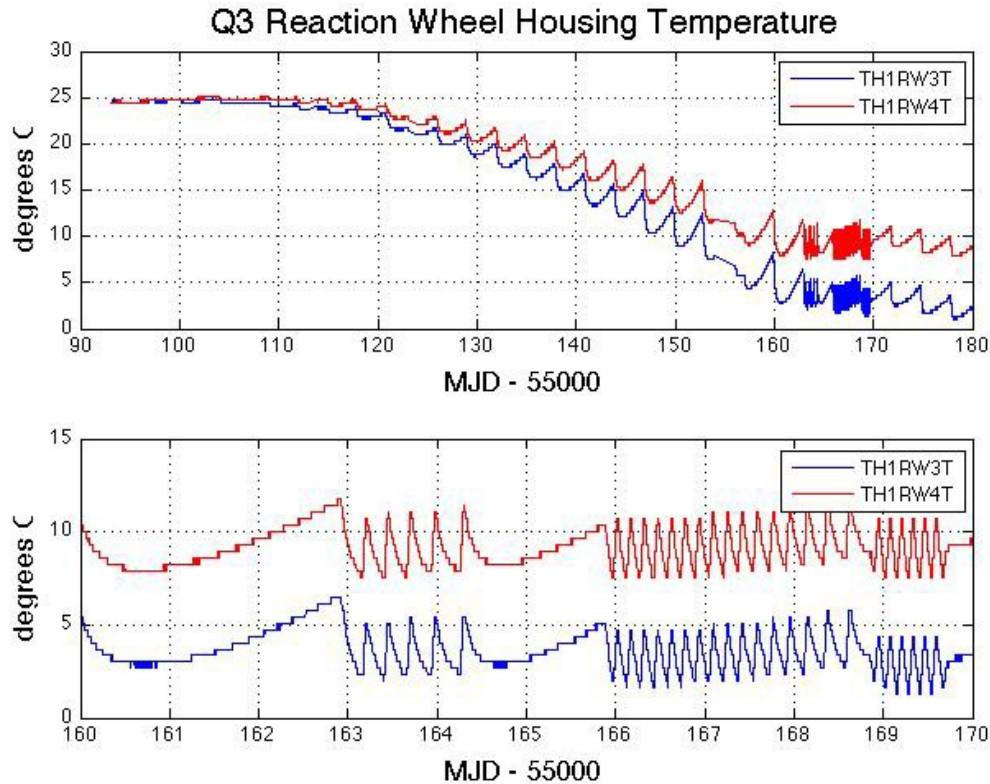 Q3 Reaction Wheel Housing Temperature
30
25
20
15
10
5
0
degrees C
TH1RW3T
TH1RW4T
90 100 110 120 130 140 150 160 170 180
MJD - 55000
15
10
5
0
degrees C
TH1RW3T
TH1RW4T
160 161 162 163 164 165 166 167 168 169 170
MJD - 55000